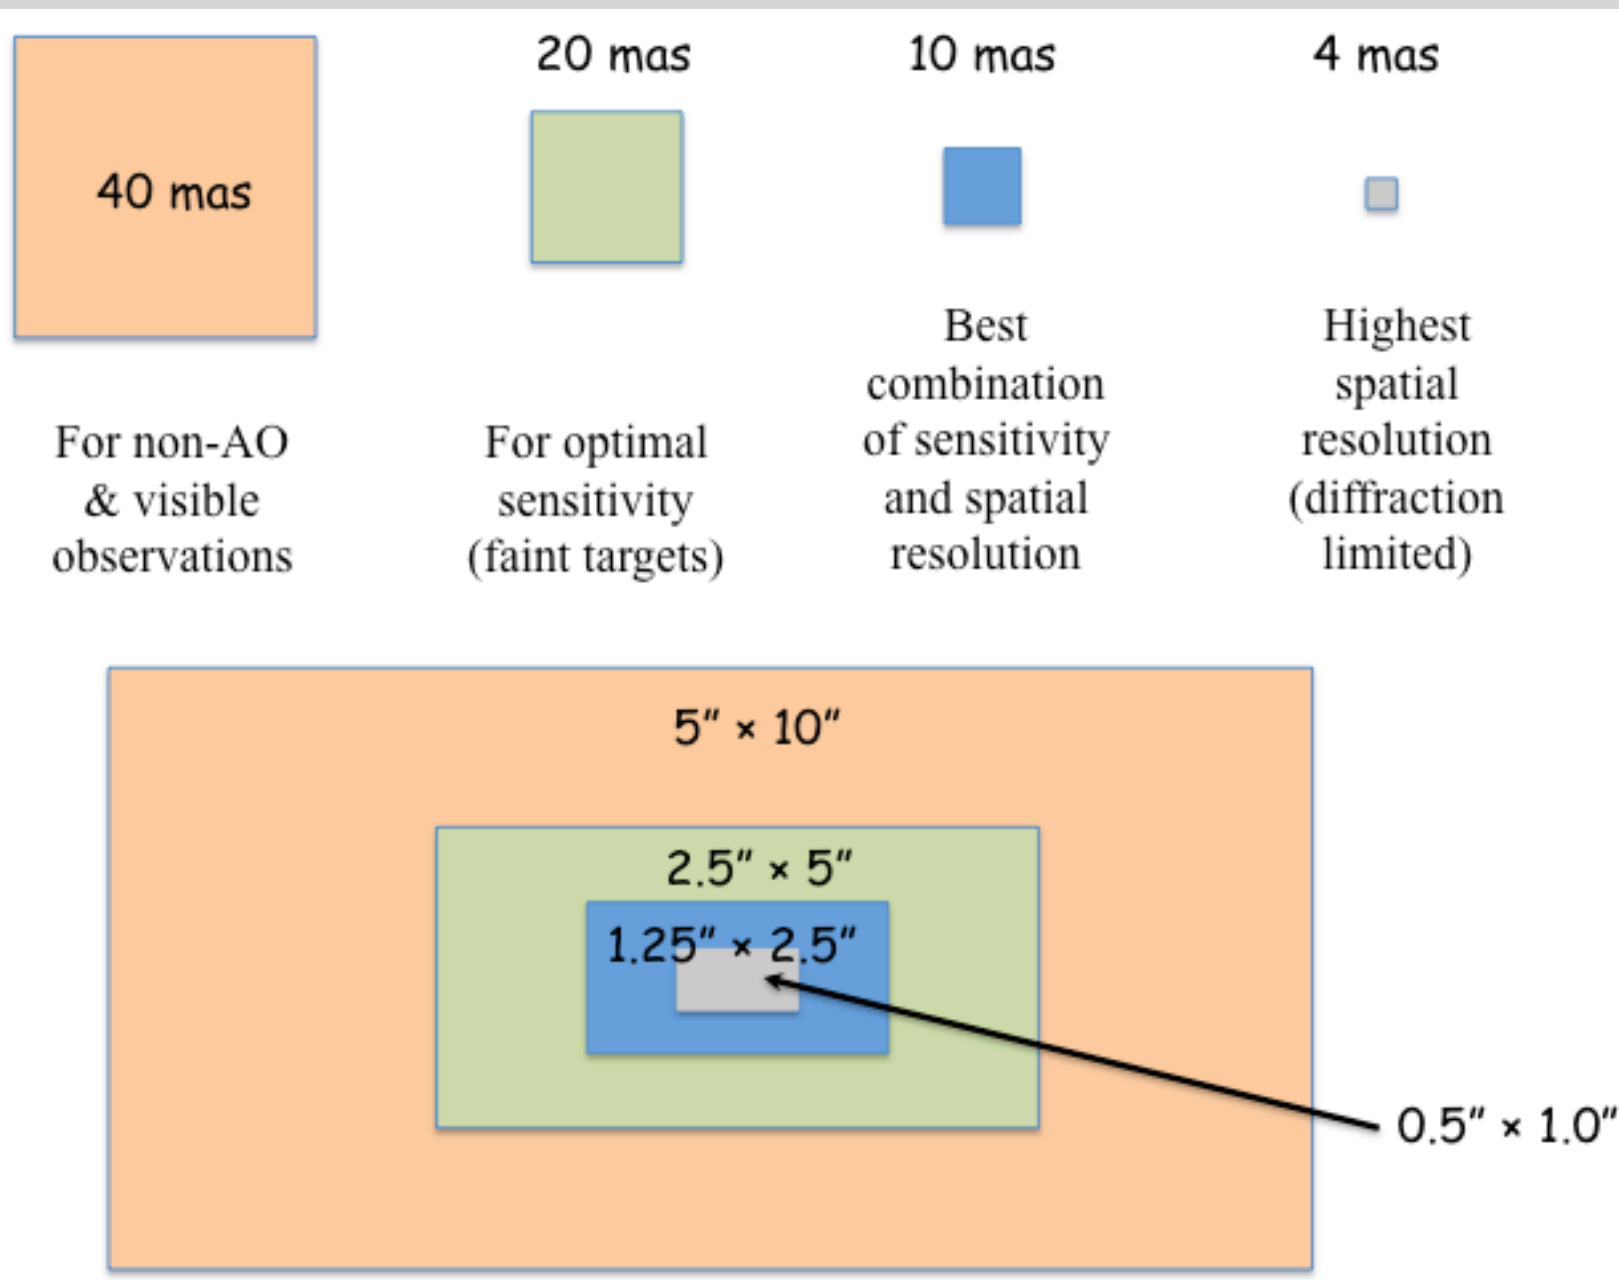 40 mas
20 mas
10 mas
4 mas
For non-AO
& visible
observations
For optimal
sensitivity
(faint targets)
Best
combination
of sensitivity
and spatial
resolution
Highest
spatial
resolution
(diffraction
limited)
5″ × 10″
2.5″ × 5″
1.25″ × 2.5″
0.5″ × 1.0″